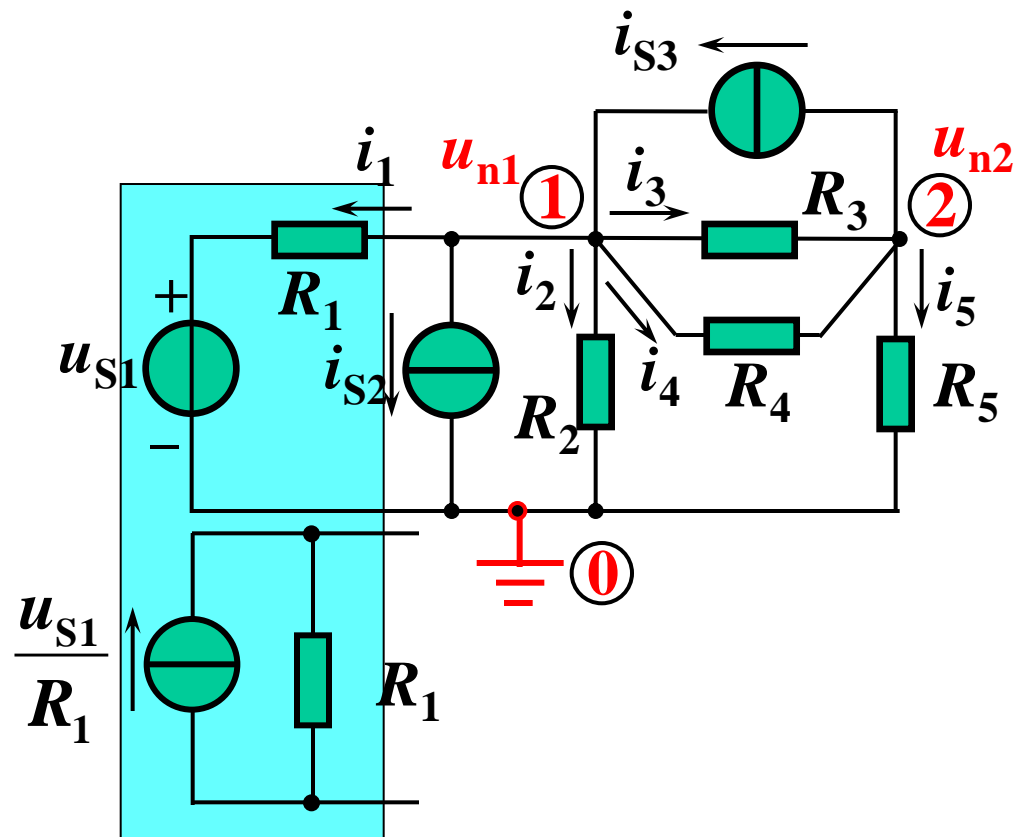 iS3
i1
un1
1
i3
R3
un2
2
+
R1
i2
i5
uS1
iS2
i4
R2
R4
R5
−
0
uS1
R1
R1